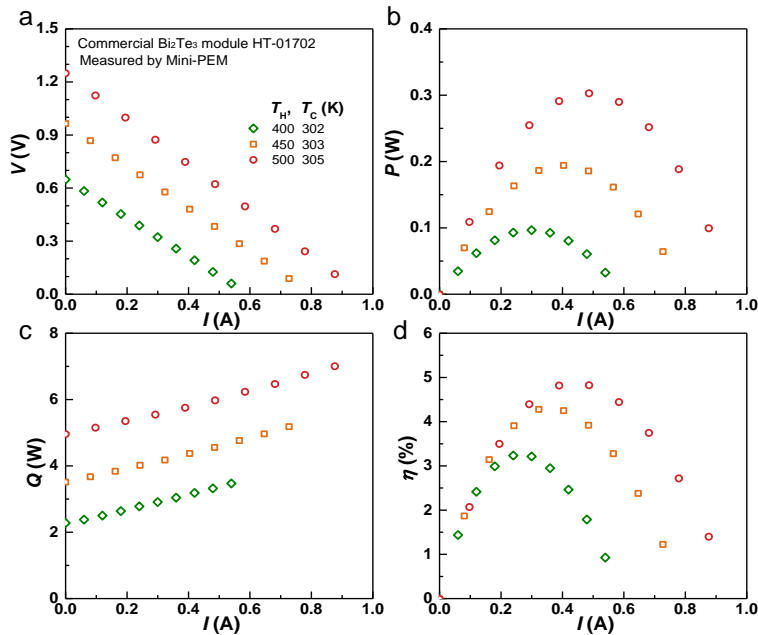 a
Commercial Bi₂Te₃ module HT-01702
Measured by Mini-PEM
T_H, T_C (K)
400 302
450 303
500 305
1.5
1.2
0.9
0.6
0.3
0.0
V (V)
0.0 0.2 0.4 0.6 0.8 1.0
I (A)
b
0.4
0.3
0.2
0.1
0.0
P (W)
0.0 0.2 0.4 0.6 0.8 1.0
I (A)
c
8
6
4
2
0
Q (W)
0.0 0.2 0.4 0.6 0.8 1.0
I (A)
d
6
5
4
3
2
1
0
η (%)
0.0 0.2 0.4 0.6 0.8 1.0
I (A)